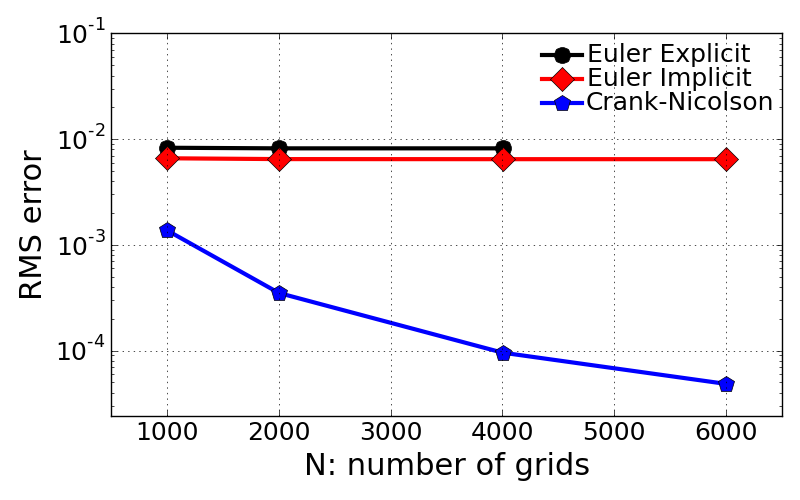 10^-1
Euler Explicit
Euler Implicit
Crank-Nicolson
10^-2
10^-3
10^-4
RMS error
1000 2000 3000 4000 5000 6000
N: number of grids